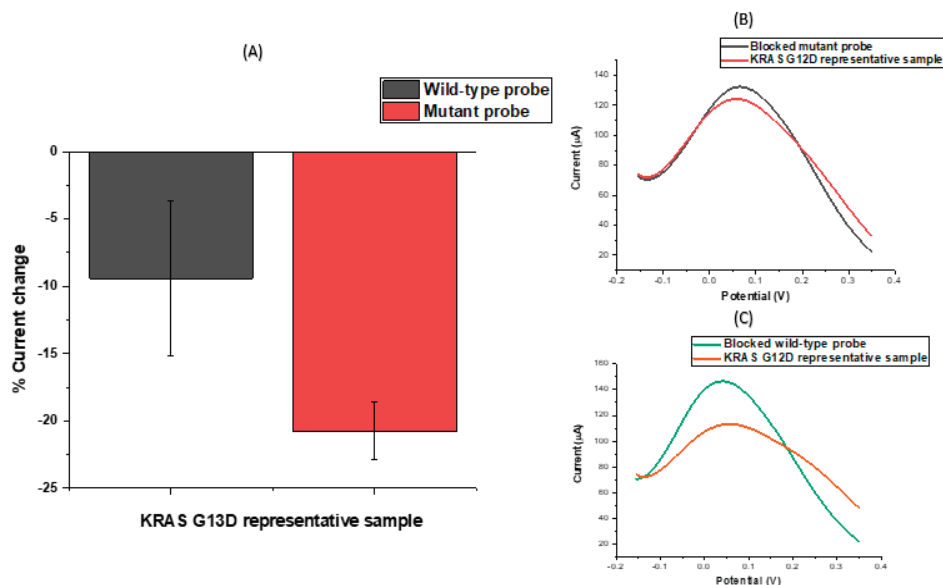 (A)
Wild-type probe
Mutant probe
0
-5
-10
-15
-20
-25
% Current change
KRAS G13D representative sample
(B)
Blocked mutant probe
KRAS G12D representative sample
140
120
100
80
60
40
20
Current (µA)
-0.2 -0.1 0.0 0.1 0.2 0.3 0.4
Potential (V)
(C)
Blocked wild-type probe
KRAS G12D representative sample
160
140
120
100
80
60
40
20
Current (µA)
-0.2 -0.1 0.0 0.1 0.2 0.3 0.4
Potential (V)